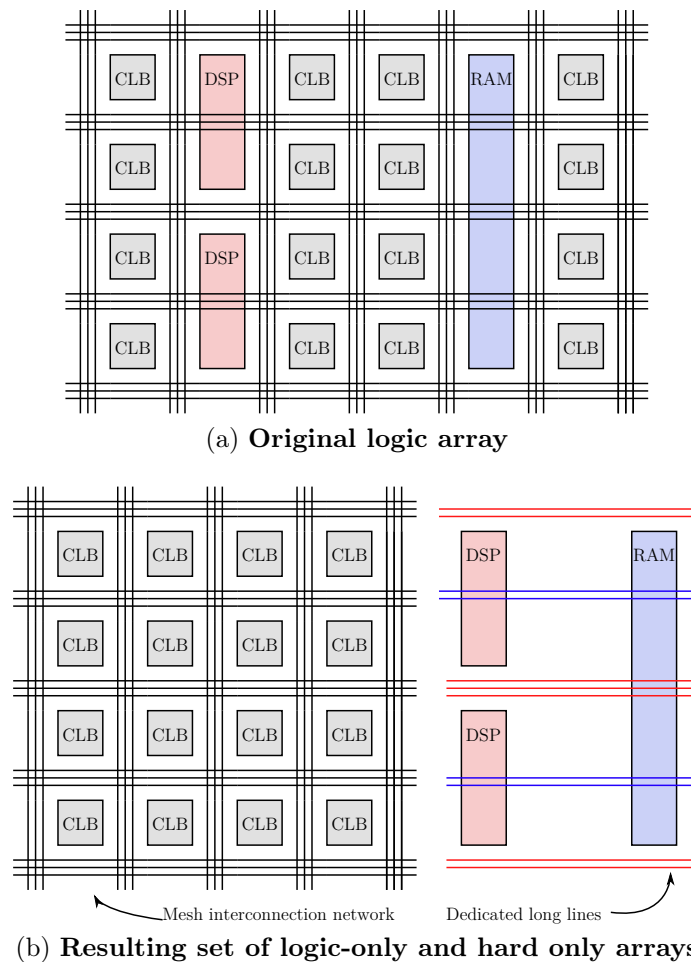 CLB DSP CLB CLB RAM CLB
CLB CLB CLB CLB
CLB DSP CLB CLB CLB
CLB CLB CLB CLB
(a) Original logic array
CLB CLB CLB CLB DSP RAM
CLB CLB CLB CLB
CLB CLB CLB CLB DSP
CLB CLB CLB CLB
Mesh interconnection network Dedicated long lines
(b) Resulting set of logic-only and hard only arrays